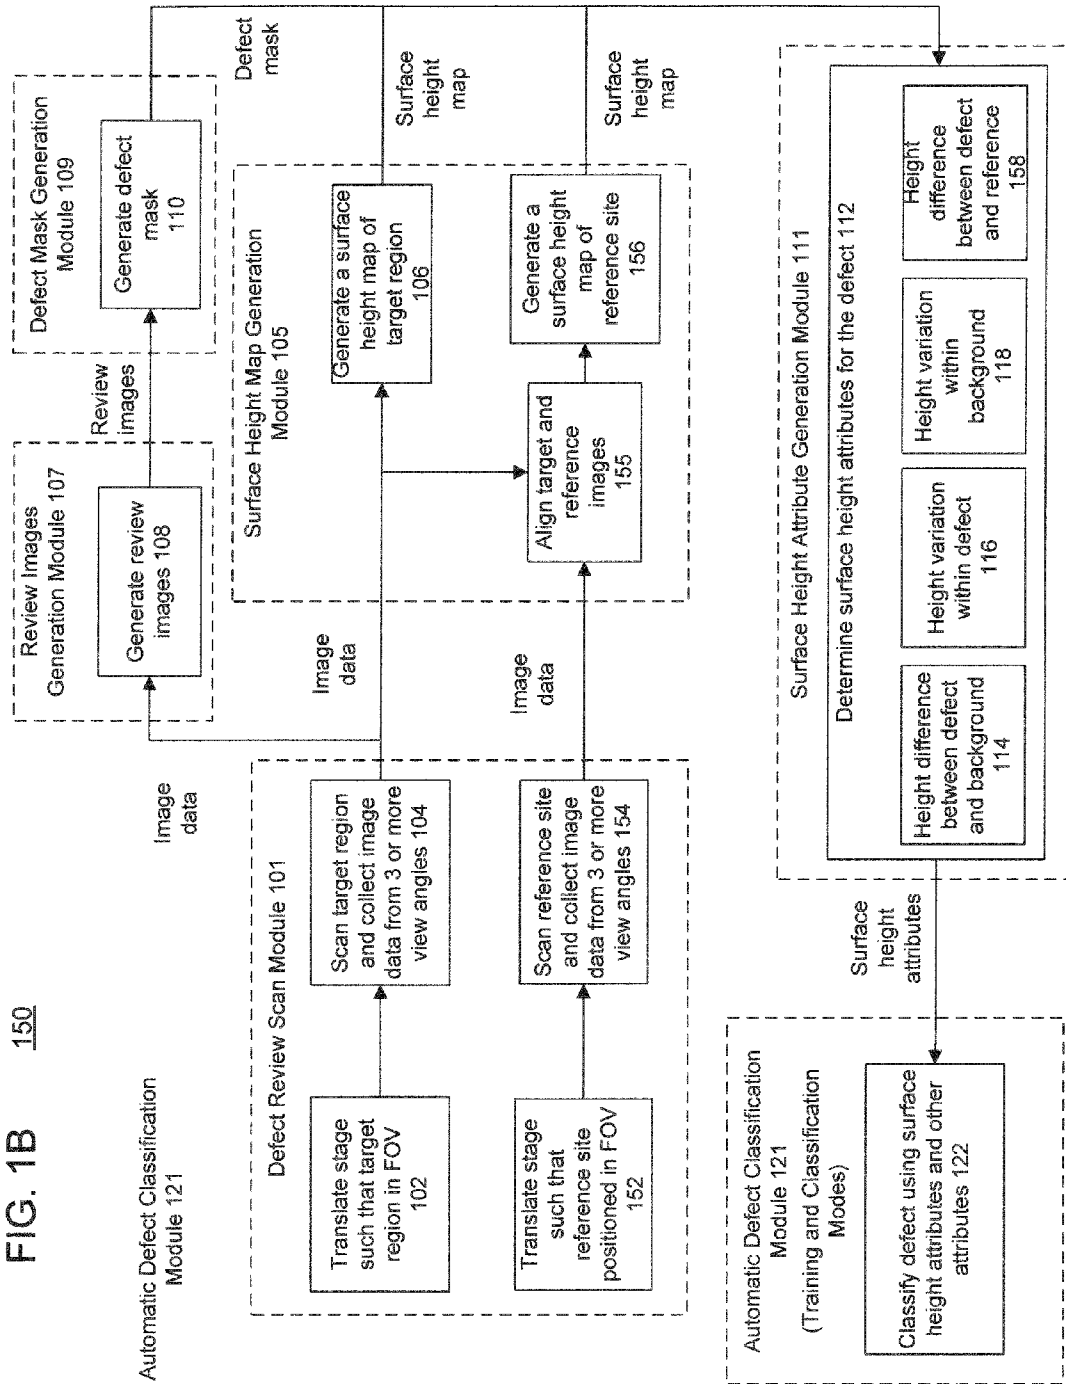 FIG. 1B
150
Automatic Defect Classification
Module 121
Review Images
Generation Module 107
Generate review
images 108
Review
images
Defect Mask Generation
Module 109
Generate defect
mask
110
Defect
mask
Image
data
Defect Review Scan Module 101
Translate stage
such that target
region in FOV
102
Scan target region
and collect image
data from 3 or more
view angles 104
Translate stage
such that
reference site
positioned in FOV
152
Scan reference site
and collect image
data from 3 or more
view angles 154
Image
data
Image
data
Surface Height Map Generation
Module 105
Generate a surface
height map of
target region
106
Align target and
reference
images
155
Generate a
surface height
map of
reference site
156
Surface
height
map
Surface
height
map
Surface Height Attribute Generation Module 111
Determine surface height attributes for the defect 112
Height difference
between defect
and background
114
Height variation
within defect
116
Height variation
within
background
118
Height
difference
between defect
and reference
158
Surface
height
attributes
Automatic Defect Classification
Module 121
(Training and Classification
Modes)
Classify defect using surface
height attributes and other
attributes 122